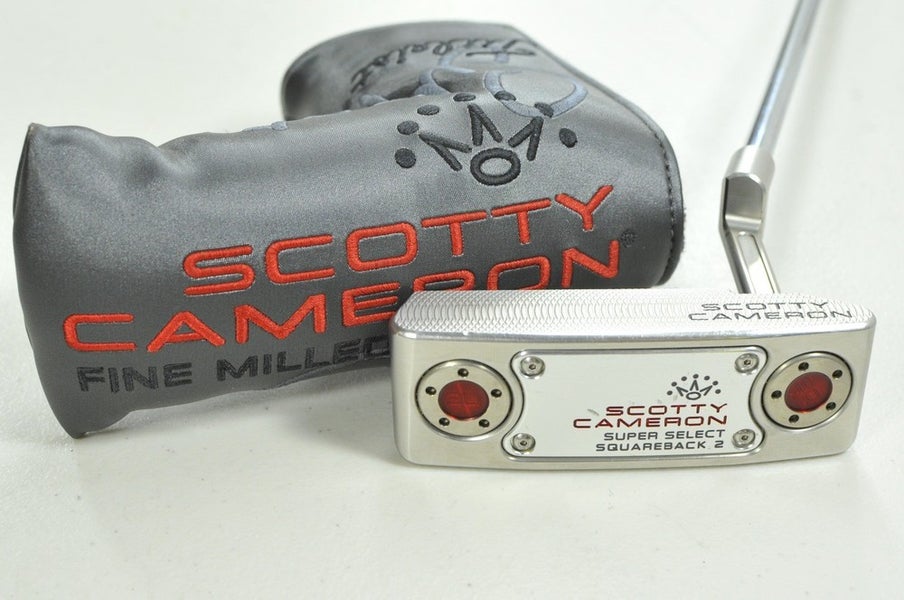 Titleist
SCOTTY
CAMERON®
FINE MILLED
SCOTTY
CAMERON
SCOTTY
CAMERON
SUPER SELECT
SQUAREBACK 2